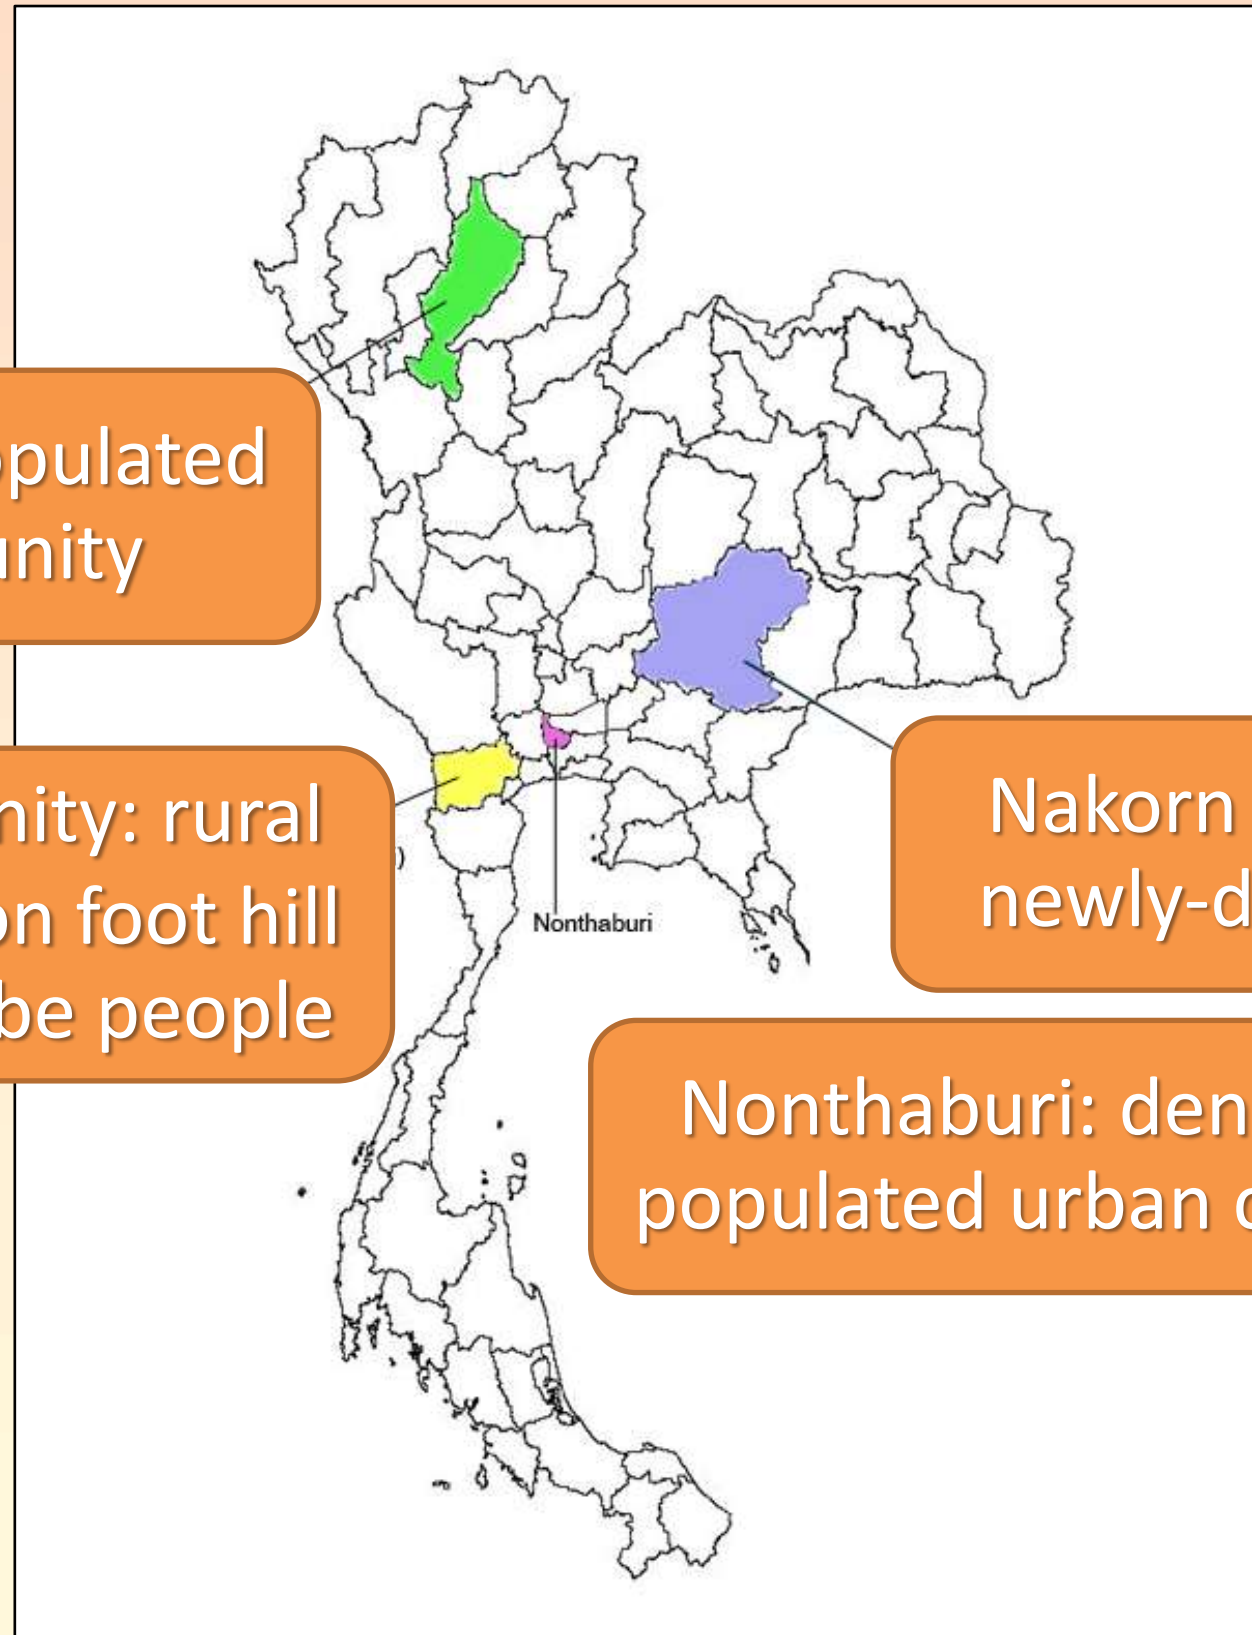 opulated
unity
nity: rural
on foot hill
be people
)
Nakorn
newly-d
Nonthaburi
Nonthaburi: den
populated urban